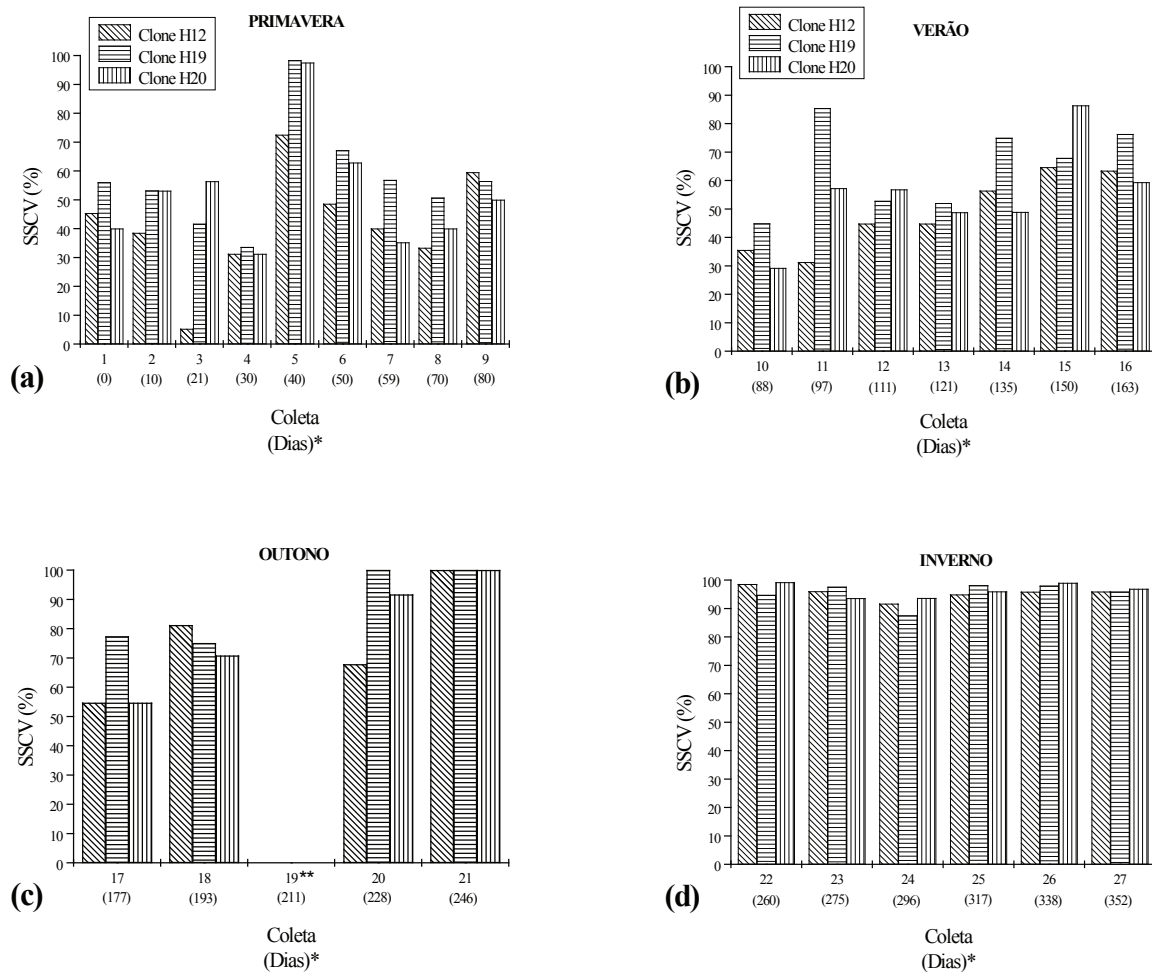 PRIMAVERA
Clone H12
Clone H19
Clone H20
SSCV (%)
100
90
80
70
60
50
40
30
20
10
0
1 2 3 4 5 6 7 8 9
(0) (10) (21) (30) (40) (50) (59) (70) (80)
(a)
Coleta
(Dias)*
VERÃO
Clone H12
Clone H19
Clone H20
SSCV (%)
100
90
80
70
60
50
40
30
20
10
0
10 11 12 13 14 15 16
(88) (97) (111) (121) (135) (150) (163)
(b)
Coleta
(Dias)*
OUTONO
SSCV (%)
100
90
80
70
60
50
40
30
20
10
0
17 18 19** 20 21
(177) (193) (211) (228) (246)
(c)
Coleta
(Dias)*
INVERNO
SSCV (%)
100
90
80
70
60
50
40
30
20
10
0
22 23 24 25 26 27
(260) (275) (296) (317) (338) (352)
(d)
Coleta
(Dias)*